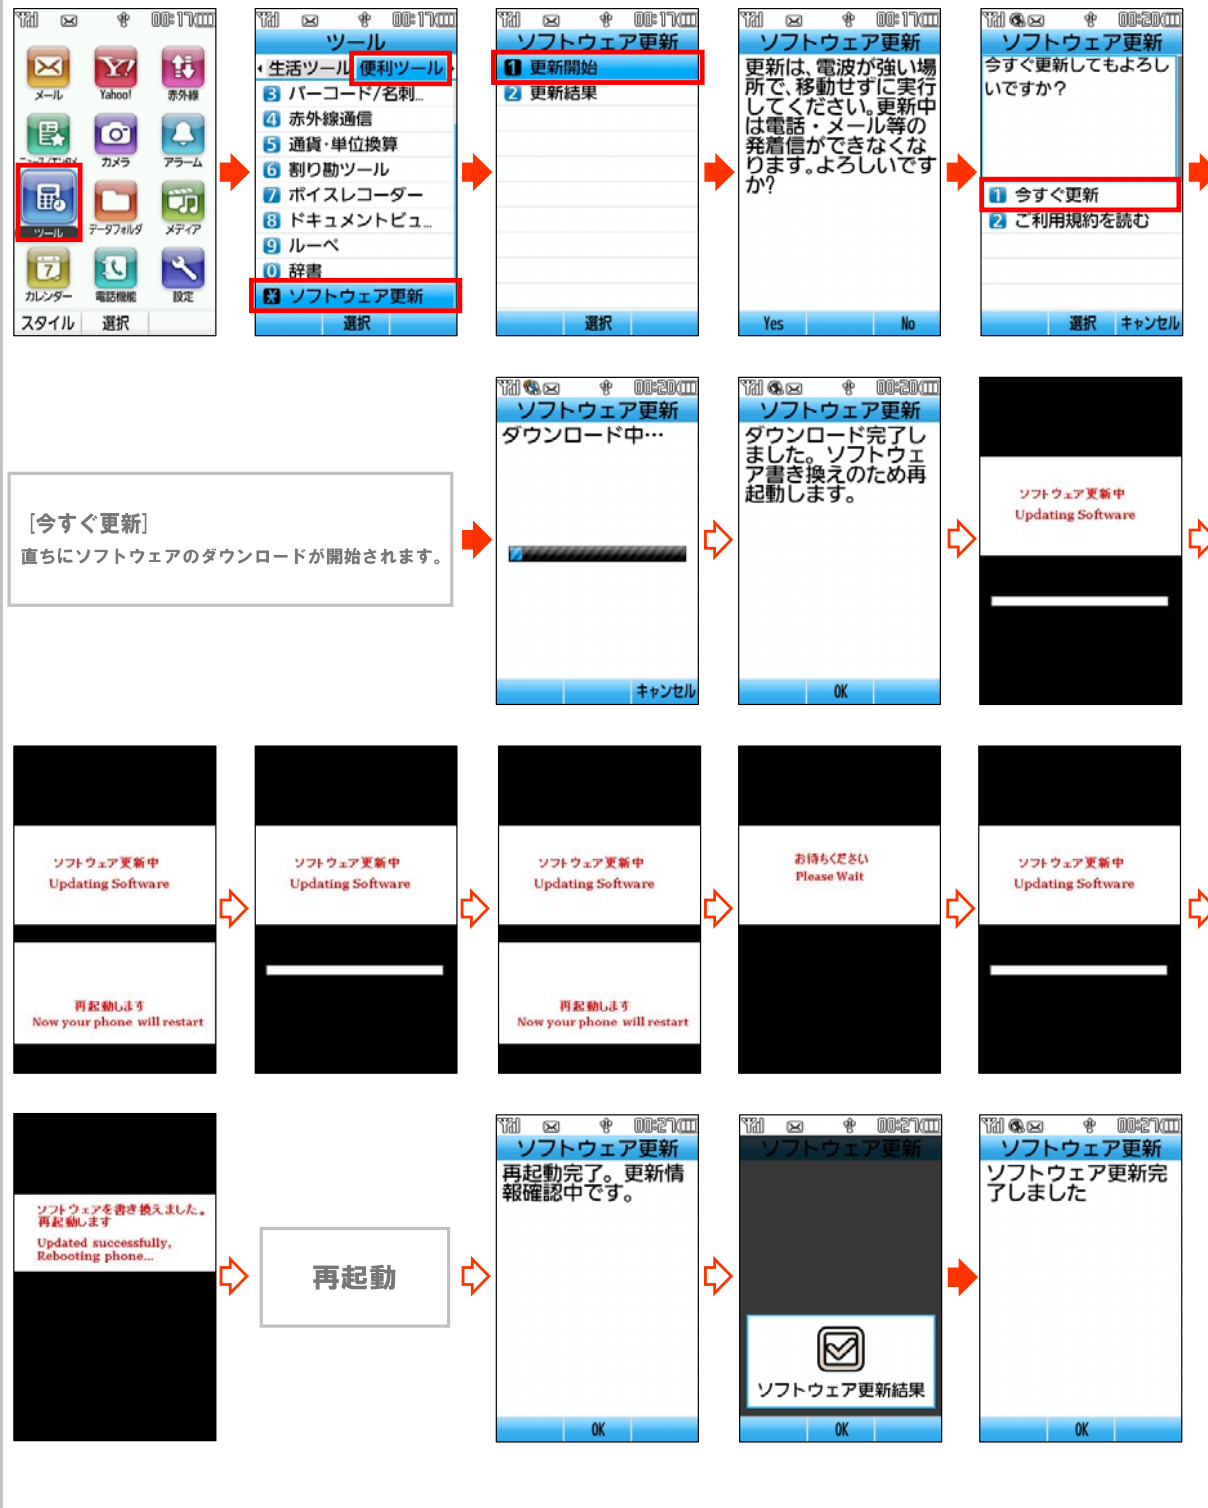 00:17
メール
Yahoo!
赤外線
カメラ
アラーム
ツール
データフォルダ
メディア
7
カレンダー
電話機能
設定
スタイル 選択
00:17
ツール
生活ツール 便利ツール
3 バーコード/名刺...
4 赤外線通信
5 通貨・単位換算
6 割り勘ツール
7 ボイスレコーダー
8 ドキュメントビュ...
9 ルーペ
0 辞書
* ソフトウェア更新
選択
00:17
ソフトウェア更新
1 更新開始
2 更新結果
選択
00:17
ソフトウェア更新
更新は、電波が強い場
所で、移動せずに実行
してください。更新中
は電話・メール等の
発着信ができなくな
ります。よろしいです
か?
Yes No
00:20
ソフトウェア更新
今すぐ更新してもよろし
いですか?
1 今すぐ更新
2 ご利用規約を読む
選択 キャンセル
[今すぐ更新]
直ちにソフトウェアのダウンロードが開始されます。
00:20
ソフトウェア更新
ダウンロード中…
キャンセル
00:20
ソフトウェア更新
ダウンロード完了し
ました。ソフトウェ
ア書き換えのため再
起動します。
OK
ソフトウェア更新中
Updating Software
ソフトウェア更新中
Updating Software
再起動します
Now your phone will restart
ソフトウェア更新中
Updating Software
ソフトウェア更新中
Updating Software
再起動します
Now your phone will restart
お待ちください
Please Wait
ソフトウェア更新中
Updating Software
ソフトウェアを書き換えました。
再起動します
Updated successfully,
Rebooting phone...
再起動
00:27
ソフトウェア更新
再起動完了。更新情
報確認中です。
OK
00:27
ソフトウェア更新
ソフトウェア更新結果
OK
00:27
ソフトウェア更新
ソフトウェア更新完
了しました
OK